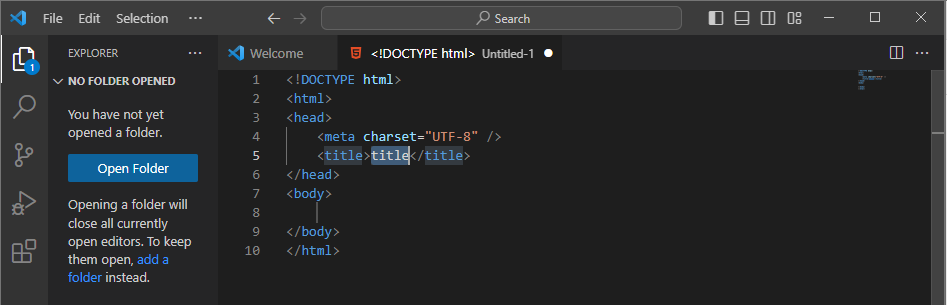 File Edit Selection ··· Search
EXPLORER ···
1
NO FOLDER OPENED
You have not yet
opened a folder.
Open Folder
Opening a folder will
close all currently
open editors. To keep
them open, add a
folder instead.
Welcome
<!DOCTYPE html> Untitled-1
1 <!DOCTYPE html>
2 <html>
3 <head>
4 <meta charset="UTF-8" />
5 <title>title</title>
6 </head>
7 <body>
8
9 </body>
10 </html>